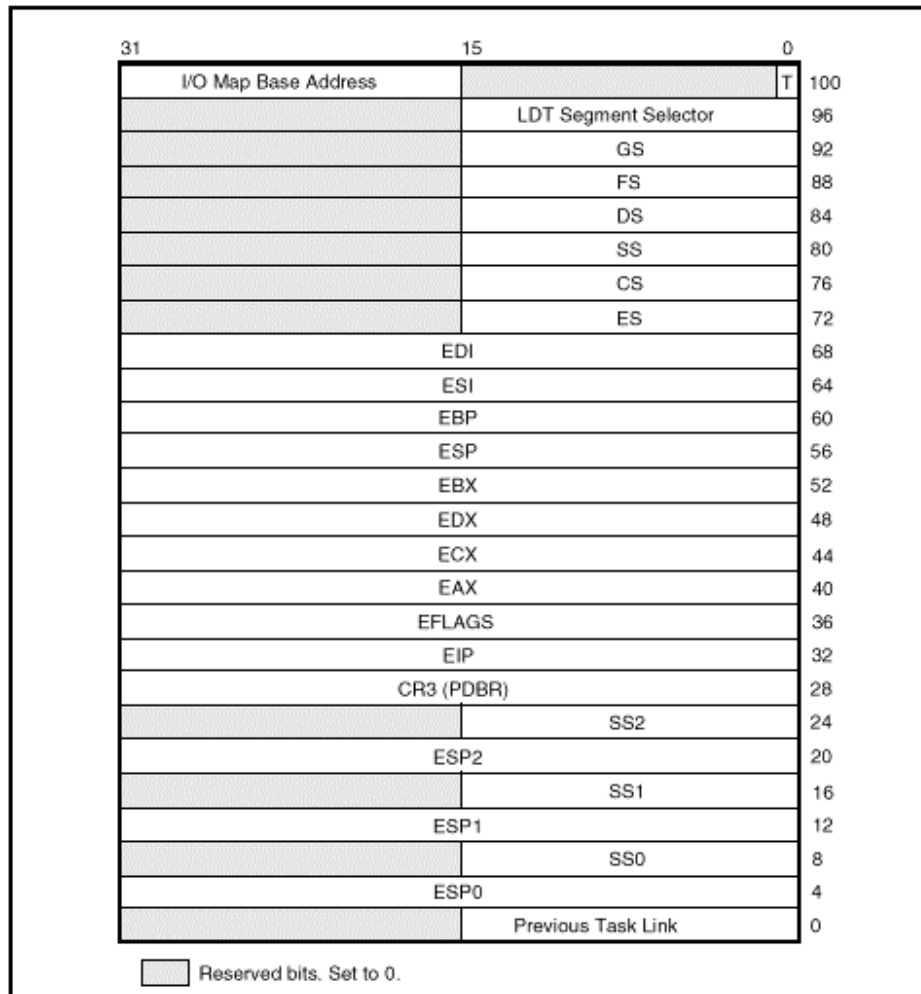 31 15 0
I/O Map Base Address T 100
LDT Segment Selector 96
GS 92
FS 88
DS 84
SS 80
CS 76
ES 72
EDI 68
ESI 64
EBP 60
ESP 56
EBX 52
EDX 48
ECX 44
EAX 40
EFLAGS 36
EIP 32
CR3 (PDBR) 28
SS2 24
ESP2 20
SS1 16
ESP1 12
SS0 8
ESP0 4
Previous Task Link 0
Reserved bits. Set to 0.